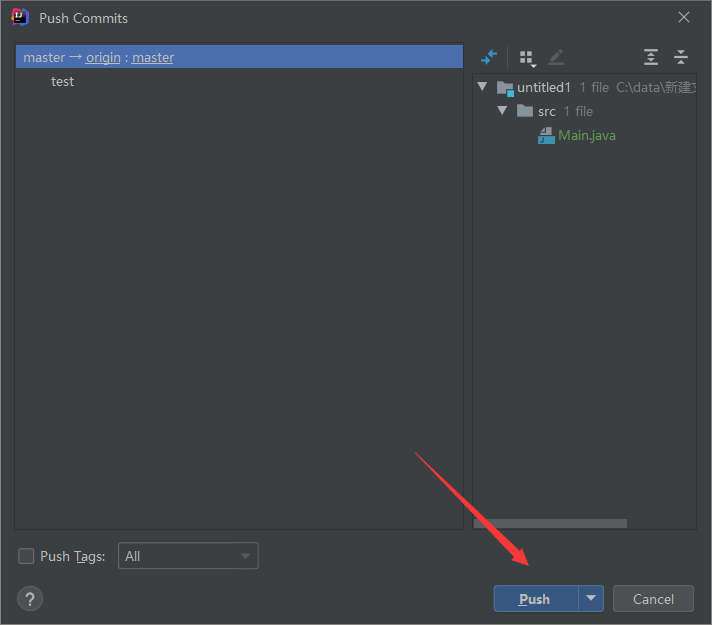 Push Commits
master → origin : master
test
untitled1 1 file C:\data\新建
src 1 file
Main.java
Push Tags:
All
?
Push
Cancel